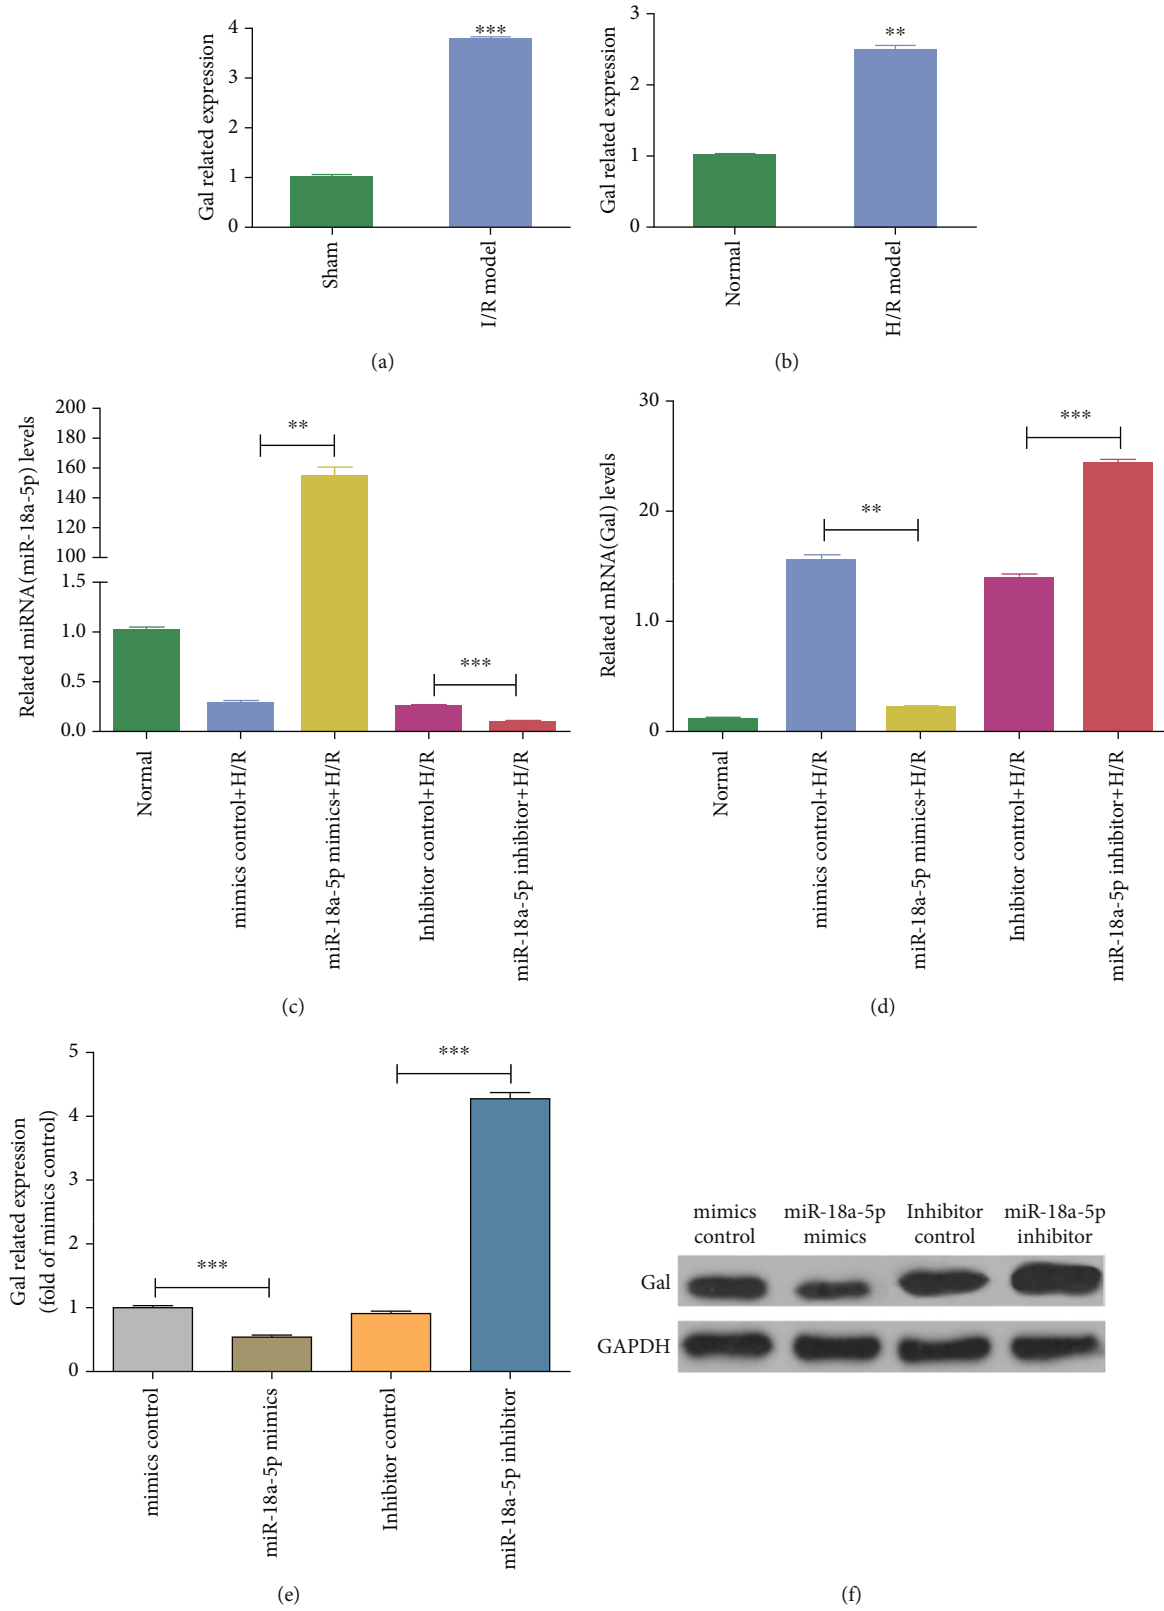 Gal related expression
4
3
2
1
0
***
Sham
I/R model
(a)
Gal related expression
3
2
1
0
**
Normal
H/R model
(b)
Related miRNA(miR-18a-5p) levels
200
180
160
140
120
100
1.5
1.0
0.5
0.0
**
***
Normal
mimics control+H/R
miR-18a-5p mimics+H/R
Inhibitor control+H/R
miR-18a-5p inhibitor+H/R
(c)
Related mRNA(Gal) levels
30
20
1.0
0
**
***
Normal
mimics control+H/R
miR-18a-5p mimics+H/R
Inhibitor control+H/R
miR-18a-5p inhibitor+H/R
(d)
Gal related expression
(fold of mimics control)
5
4
3
2
1
0
***
***
mimics control
miR-18a-5p mimics
Inhibitor control
miR-18a-5p inhibitor
(e)
mimics control
miR-18a-5p mimics
Inhibitor control
miR-18a-5p inhibitor
Gal
GAPDH
(f)